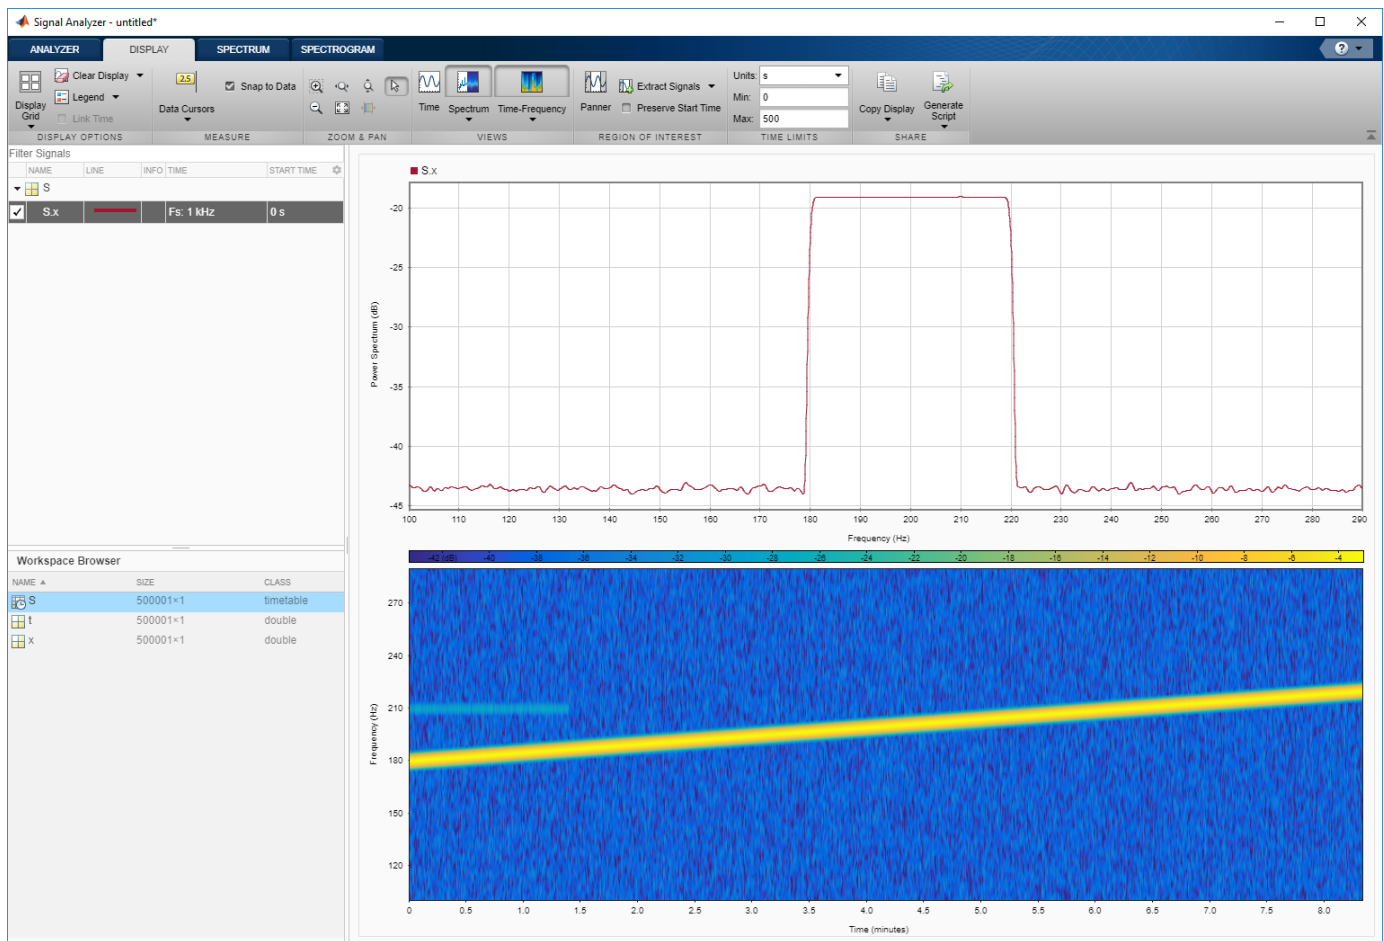 Signal Analyzer - untitled*
ANALYZER DISPLAY SPECTRUM SPECTROGRAM ?
Clear Display
Legend
Link Time
Display
Grid
DISPLAY OPTIONS
2.5
Data Cursors
Snap to Data
MEASURE
ZOOM & PAN
Time Spectrum Time-Frequency
VIEWS
Panner
Extract Signals
Preserve Start Time
REGION OF INTEREST
Units: s
Min: 0
Max: 500
TIME LIMITS
Copy Display
Generate
Script
SHARE
Filter Signals
NAME LINE INFO TIME START TIME
S
S.x Fs: 1 kHz 0 s
Workspace Browser
NAME SIZE CLASS
S 500001×1 timetable
t 500001×1 double
x 500001×1 double
S.x
-20
-25
-30
-35
-40
-45
Power Spectrum (dB)
100 110 120 130 140 150 160 170 180 190 200 210 220 230 240 250 260 270 280 290
Frequency (Hz)
-42 (dB) -40 -38 -36 -34 -32 -30 -28 -26 -24 -22 -20 -18 -16 -14 -12 -10 -8 -6 -4
270
240
210
180
150
120
Frequency (Hz)
0 0.5 1.0 1.5 2.0 2.5 3.0 3.5 4.0 4.5 5.0 5.5 6.0 6.5 7.0 7.5 8.0
Time (minutes)